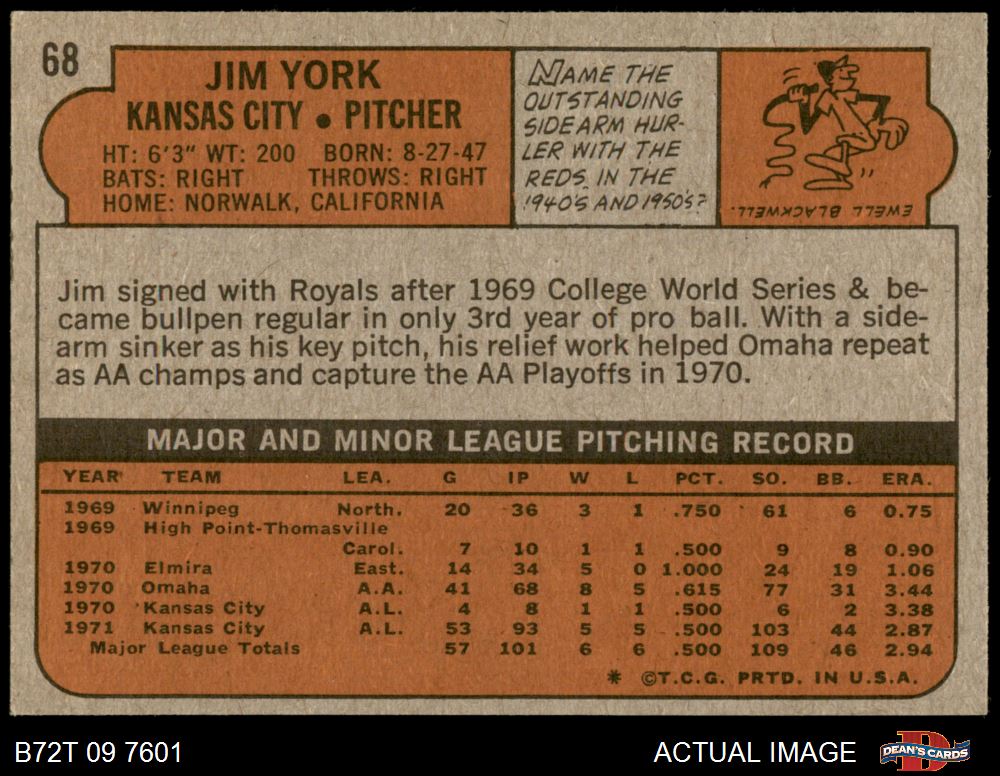 68
JIM YORK
KANSAS CITY • PITCHER
HT: 6'3" WT: 200 BORN: 8-27-47
BATS: RIGHT THROWS: RIGHT
HOME: NORWALK, CALIFORNIA
NAME THE
OUTSTANDING
SIDEARM HUR-
LER WITH THE
REDS IN THE
1940'S AND 1950'S?
EWELL BLACKWELL.
Jim signed with Royals after 1969 College World Series & be-
came bullpen regular in only 3rd year of pro ball. With a side-
arm sinker as his key pitch, his relief work helped Omaha repeat
as AA champs and capture the AA Playoffs in 1970.
MAJOR AND MINOR LEAGUE PITCHING RECORD
YEAR TEAM LEA. G IP W L PCT. SO. BB. ERA.
1969 Winnipeg North. 20 36 3 1 .750 61 6 0.75
1969 High Point-Thomasville
Carol. 7 10 1 1 .500 9 8 0.90
1970 Elmira East. 14 34 5 0 1.000 24 19 1.06
1970 Omaha A.A. 41 68 8 5 .615 77 31 3.44
1970 Kansas City A.L. 4 8 1 1 .500 6 2 3.38
1971 Kansas City A.L. 53 93 5 5 .500 103 44 2.87
Major League Totals 57 101 6 6 .500 109 46 2.94
* ©T.C.G. PRTD. IN U.S.A.
B72T 09 7601
ACTUAL IMAGE
D
DEAN'S CARDS